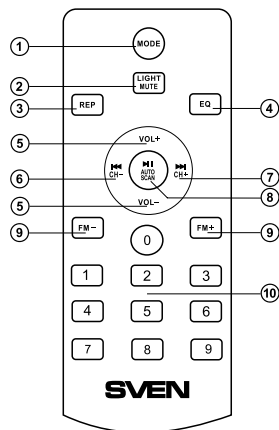 ① MODE
② LIGHT MUTE
③ REP
EQ ④
⑤ VOL+
⑥ CH− AUTO SCAN CH+ ⑦
⑧
⑤ VOL−
⑨ FM− FM+ ⑨
0
1 2 3
⑩
4 5 6
7 8 9
SVEN